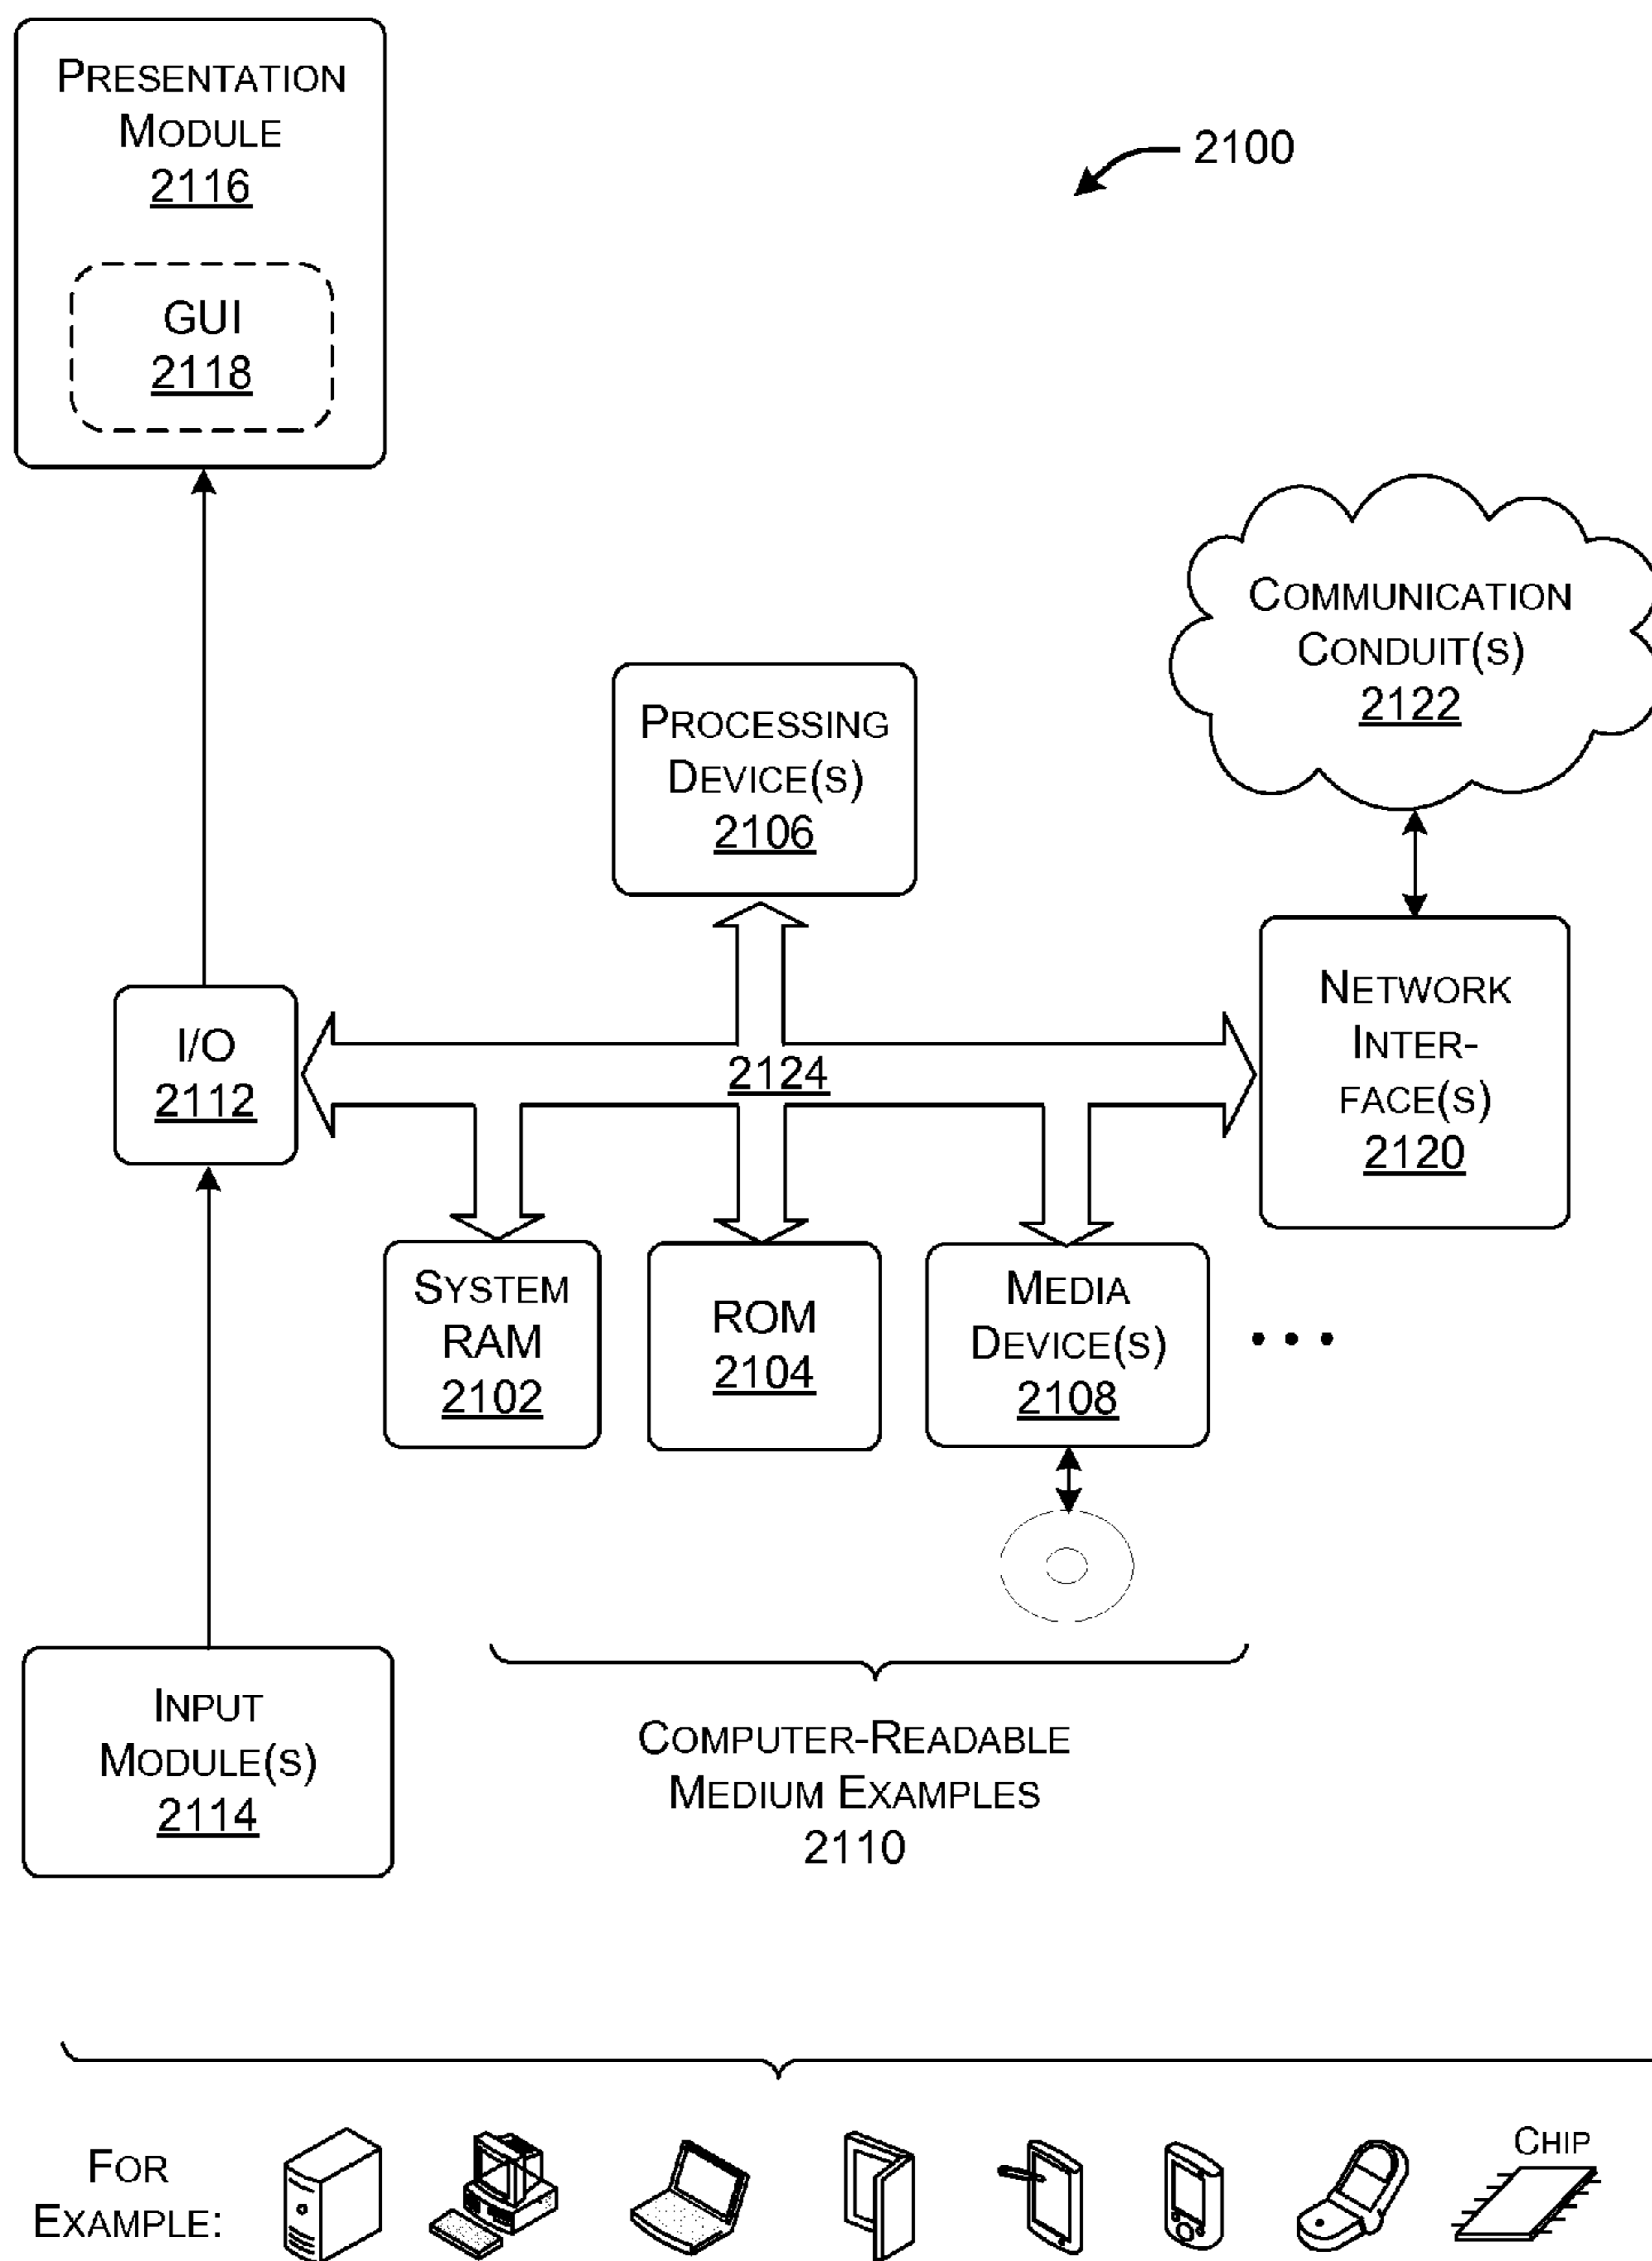 PRESENTATION
MODULE
2116
GUI
2118
2100
COMMUNICATION
CONDUIT(S)
2122
PROCESSING
DEVICE(S)
2106
NETWORK
INTER-
FACE(S)
2120
I/O
2112
2124
SYSTEM
RAM
2102
ROM
2104
MEDIA
DEVICE(S)
2108
• • •
INPUT
MODULE(S)
2114
COMPUTER-READABLE
MEDIUM EXAMPLES
2110
FOR
EXAMPLE:
CHIP